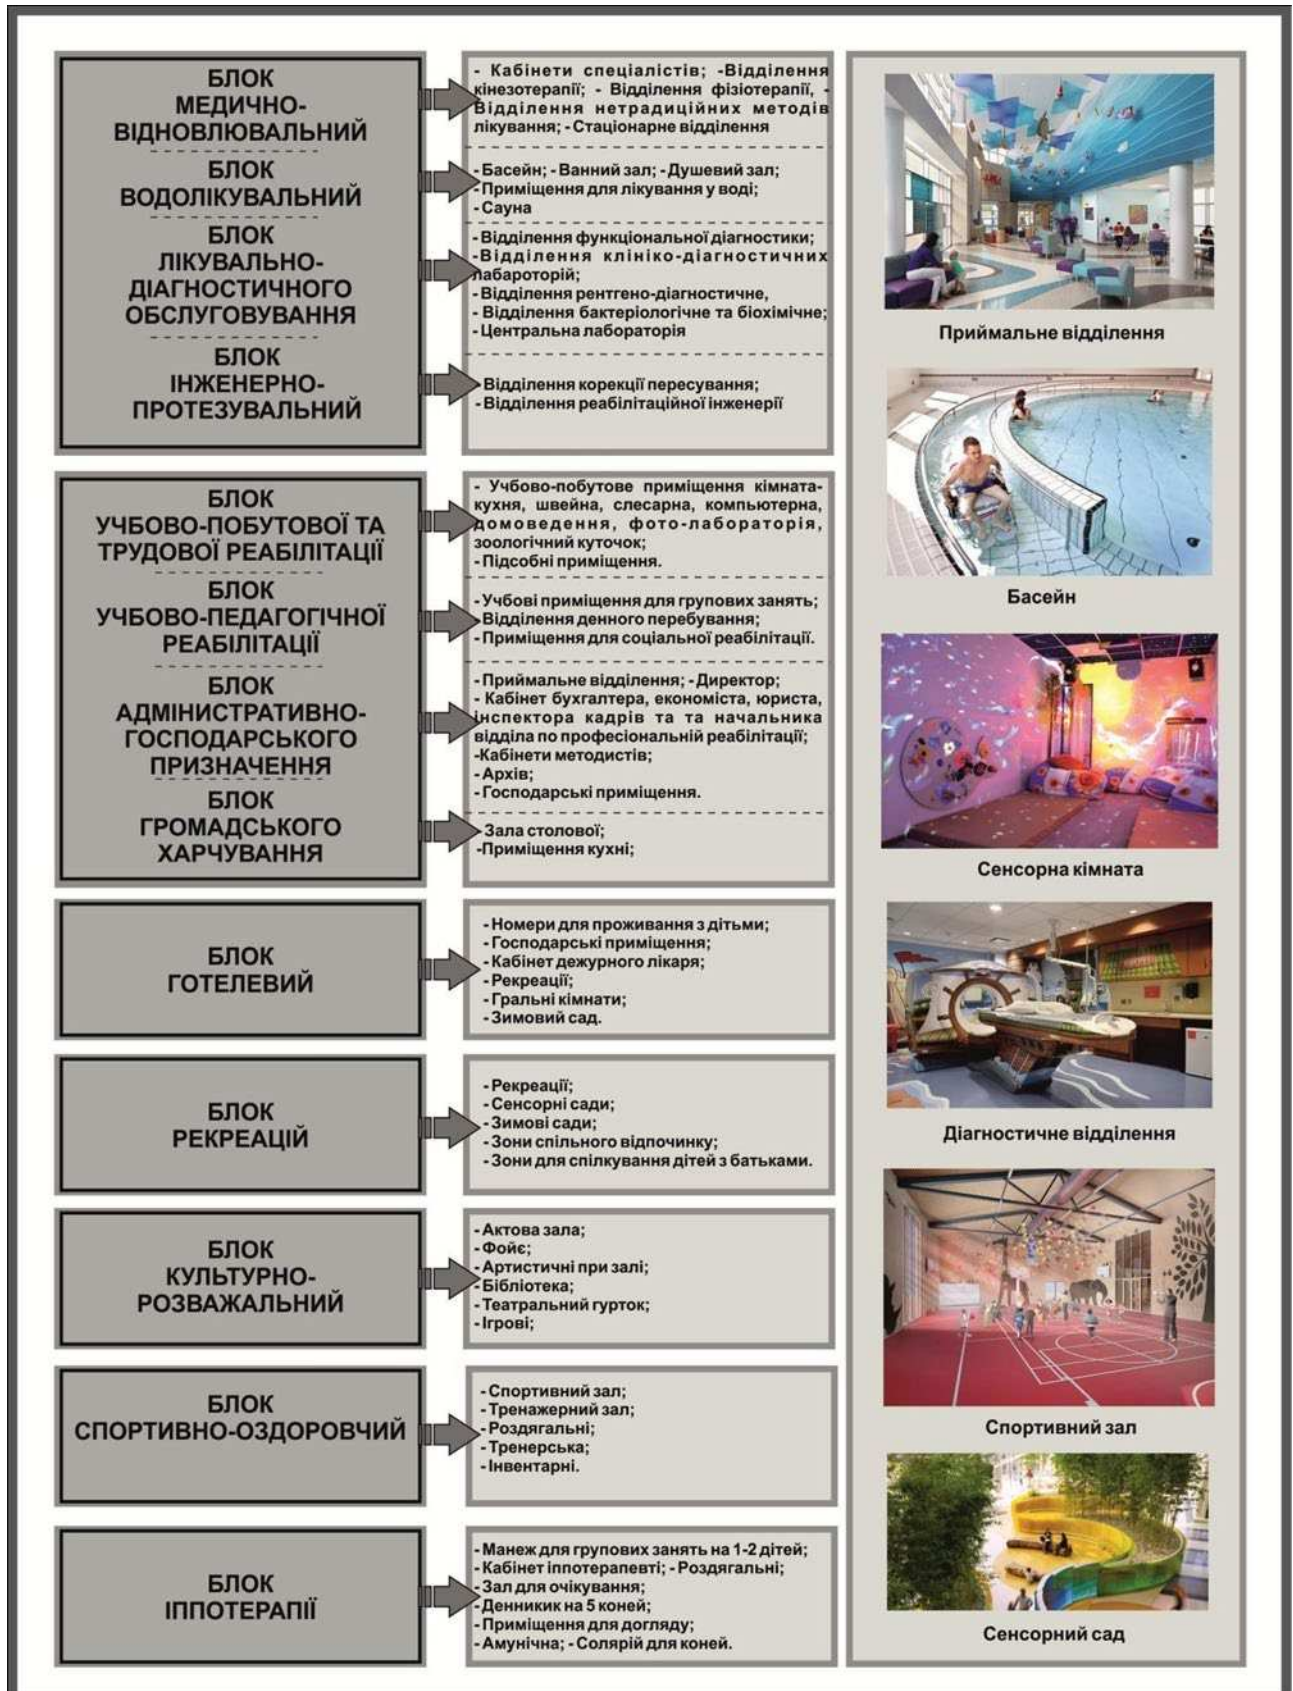 БЛОК
МЕДИЧНО-
ВІДНОВЛЮВАЛЬНИЙ
- Кабінети спеціалістів; -Відділення
кінезотерапії; - Відділення фізіотерапії, -
Відділення нетрадиційних методів
лікування; - Стаціонарне відділення
БЛОК
ВОДОЛІКУВАЛЬНИЙ
- Басейн; - Ванний зал; - Душевий зал;
- Приміщення для лікування у воді;
- Сауна
БЛОК
ЛІКУВАЛЬНО-
ДІАГНОСТИЧНОГО
ОБСЛУГОВУВАННЯ
- Відділення функціональної діагностики;
- Відділення клініко-діагностичних
лабароторій;
- Відділення рентгено-діагностичне,
- Відділення бактеріологічне та біохімічне;
- Центральна лабораторія
БЛОК
ІНЖЕНЕРНО-
ПРОТЕЗУВАЛЬНИЙ
- Відділення корекції пересування;
- Відділення реабілітаційної інженерії
БЛОК
УЧБОВО-ПОБУТОВОЇ ТА
ТРУДОВОЇ РЕАБІЛІТАЦІЇ
- Учбово-побутове приміщення кімната-
кухня, швейна, слесарна, компьютерна,
домоведення, фото-лабораторія,
зоологічний куточок;
- Підсобні приміщення.
БЛОК
УЧБОВО-ПЕДАГОГІЧНОЇ
РЕАБІЛІТАЦІЇ
- Учбові приміщення для групових занять;
- Відділення денного перебування;
- Приміщення для соціальної реабілітації.
БЛОК
АДМІНИСТРАТИВНО-
ГОСПОДАРСЬКОГО
ПРИЗНАЧЕННЯ
- Приймальне відділення; - Директор;
- Кабінет бухгалтера, економіста, юриста,
інспектора кадрів та та начальника
відділа по професіональній реабілітації;
-Кабінети методистів;
- Архів;
- Господарські приміщення.
БЛОК
ГРОМАДСЬКОГО
ХАРЧУВАННЯ
- Зала столової;
-Приміщення кухні;
БЛОК
ГОТЕЛЕВИЙ
- Номери для проживання з дітьми;
- Господарські приміщення;
- Кабінет дежурного лікаря;
- Рекреації;
- Гральні кімнати;
- Зимовий сад.
БЛОК
РЕКРЕАЦІЙ
- Рекреації;
- Сенсорні сади;
- Зимові сади;
- Зони спільного відпочинку;
- Зони для спілкування дітей з батьками.
БЛОК
КУЛЬТУРНО-
РОЗВАЖАЛЬНИЙ
- Актова зала;
- Фойє;
- Артистичні при залі;
- Бібліотека;
- Театральний гурток;
- Ігрові;
БЛОК
СПОРТИВНО-ОЗДОРОВЧИЙ
- Спортивний зал;
- Тренажерний зал;
- Роздягальні;
- Тренерська;
- Інвентарні.
БЛОК
ІППОТЕРАПІЇ
- Манеж для групових занять на 1-2 дітей;
- Кабінет іппотерапевті; - Роздягальні;
- Зал для очікування;
- Денникик на 5 коней;
- Приміщення для догляду;
- Амунічна; - Солярій для коней.
Приймальне відділення
Басейн
Сенсорна кімната
Діагностичне відділення
Спортивний зал
Сенсорний сад